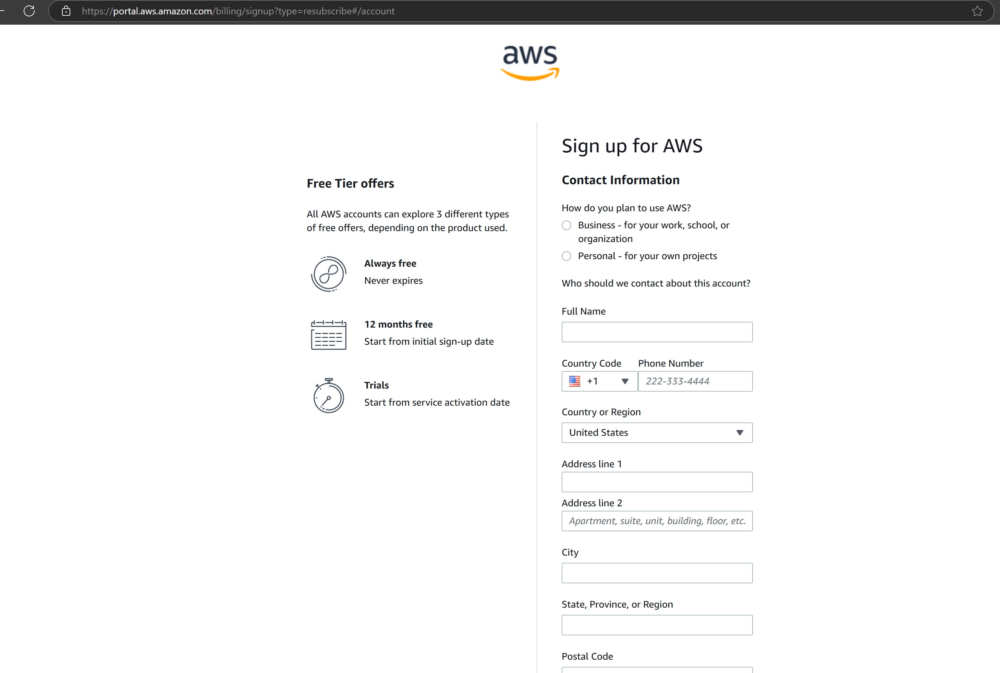 https://portal.aws.amazon.com/billing/signup?type=resubscribe#/account
aws
Free Tier offers
All AWS accounts can explore 3 different types
of free offers, depending on the product used.
Always free
Never expires
12 months free
Start from initial sign-up date
Trials
Start from service activation date
Sign up for AWS
Contact Information
How do you plan to use AWS?
Business - for your work, school, or
organization
Personal - for your own projects
Who should we contact about this account?
Full Name
Country Code Phone Number
+1 222-333-4444
Country or Region
United States
Address line 1
Address line 2
Apartment, suite, unit, building, floor, etc.
City
State, Province, or Region
Postal Code